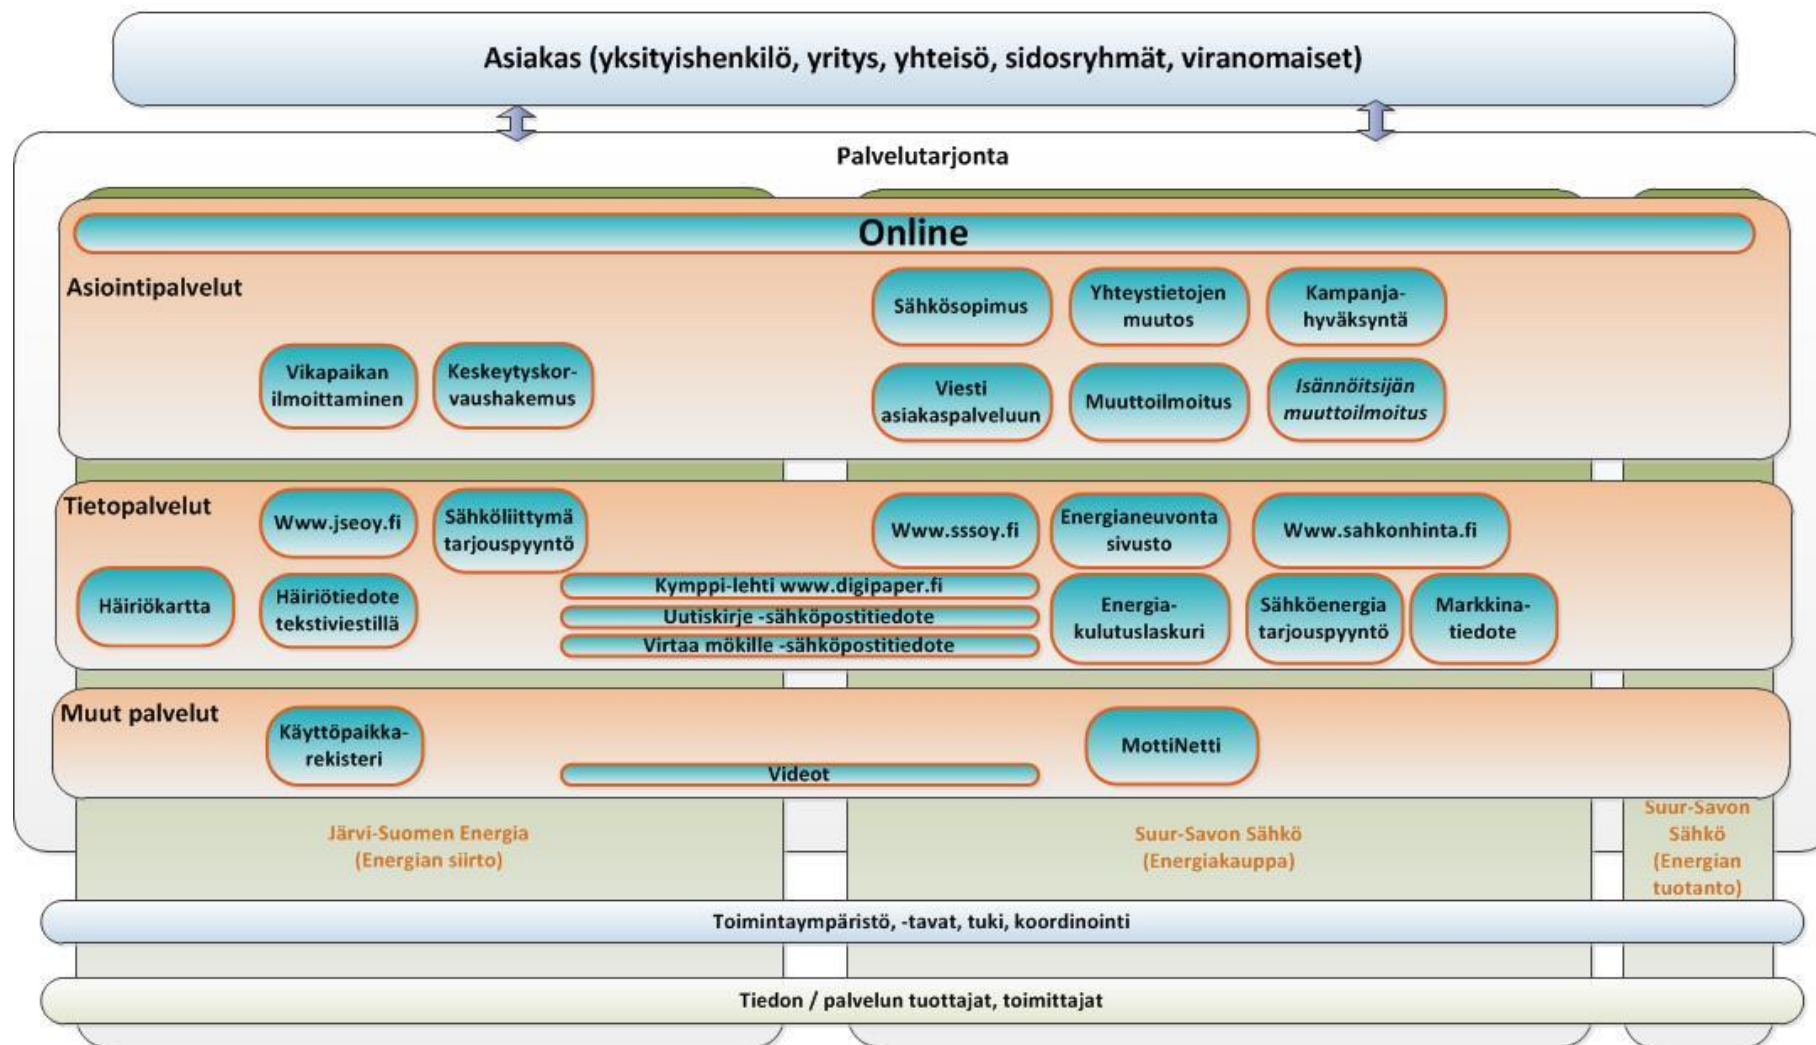 Asiakas (yksityishenkilö, yritys, yhteisö, sidosryhmät, viranomaiset)
Palvelutarjonta
Online
Asiointipalvelut
Sähkösopimus
Yhteystietojen
muutos
Kampanja-
hyväksyntä
Vikapaikan
ilmoittaminen
Keskeytyskor-
vaushakemus
Viesti
asiakaspalveluun
Muuttoilmoitus
Isännöitsijän
muuttoilmoitus
Tietopalvelut
Www.jseoy.fi
Sähköliittymä
tarjouspyyntö
Www.sssoy.fi
Energianeuvonta
sivusto
Www.sahkonhinta.fi
Häiriökartta
Häiriötiedote
tekstiviestillä
Kymppi-lehti www.digipaper.fi
Uutiskirje -sähköpostitiedote
Virtaa mökille -sähköpostitiedote
Energia-
kulutuslaskuri
Sähköenergia
tarjouspyyntö
Markkina-
tiedote
Muut palvelut
Käyttöpaikka-
rekisteri
Videot
MottiNetti
Järvi-Suomen Energia
(Energian siirto)
Suur-Savon Sähkö
(Energiakauppa)
Suur-Savon
Sähkö
(Energian
tuotanto)
Toimintaympäristö, -tavat, tuki, koordinointi
Tiedon / palvelun tuottajat, toimittajat